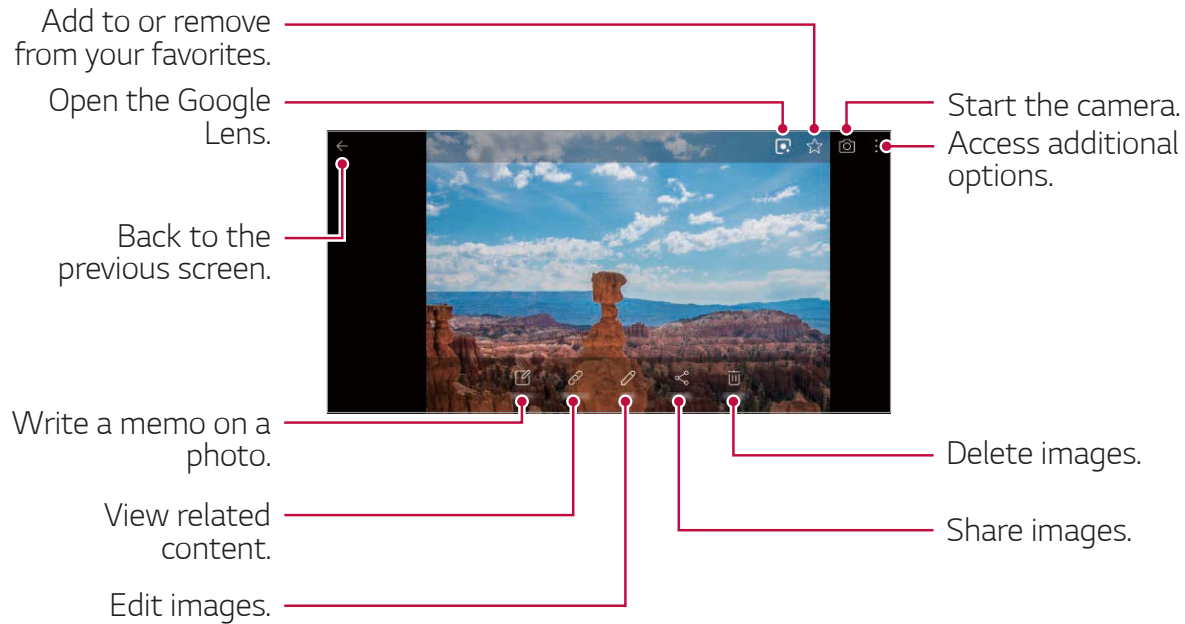 Add to or remove
from your favorites.
Open the Google
Lens.
Back to the
previous screen.
Write a memo on a
photo.
View related
content.
Edit images.
Start the camera.
Access additional
options.
Delete images.
Share images.